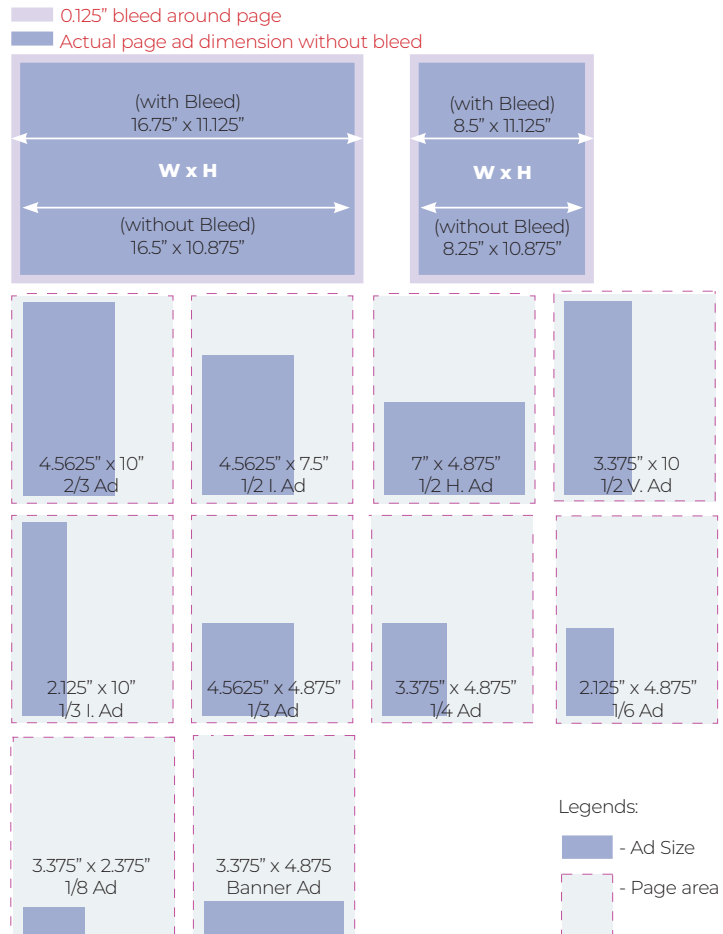 0.125” bleed around page
Actual page ad dimension without bleed
(with Bleed)
16.75” x 11.125”
W x H
(without Bleed)
16.5” x 10.875”
(with Bleed)
8.5” x 11.125”
W x H
(without Bleed)
8.25” x 10.875”
4.5625” x 10”
2/3 Ad
4.5625” x 7.5”
1/2 I. Ad
7” x 4.875”
1/2 H. Ad
3.375” x 10
1/2 V. Ad
2.125” x 10”
1/3 I. Ad
4.5625” x 4.875”
1/3 Ad
3.375” x 4.875”
1/4 Ad
2.125” x 4.875”
1/6 Ad
3.375” x 2.375”
1/8 Ad
3.375” x 4.875
Banner Ad
Legends:
- Ad Size
- Page area